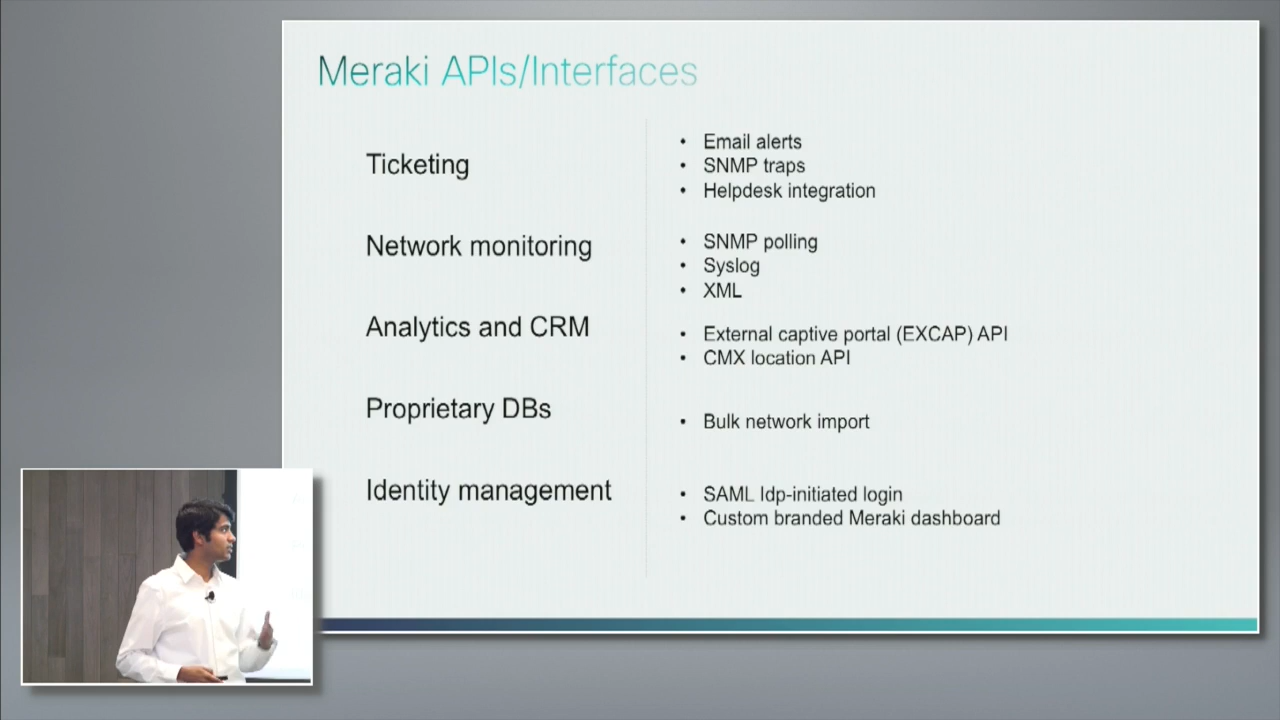 Meraki APIs/Interfaces
Ticketing
• Email alerts
• SNMP traps
• Helpdesk integration
Network monitoring
• SNMP polling
• Syslog
• XML
Analytics and CRM
• External captive portal (EXCAP) API
• CMX location API
Proprietary DBs
• Bulk network import
Identity management
• SAML Idp-initiated login
• Custom branded Meraki dashboard